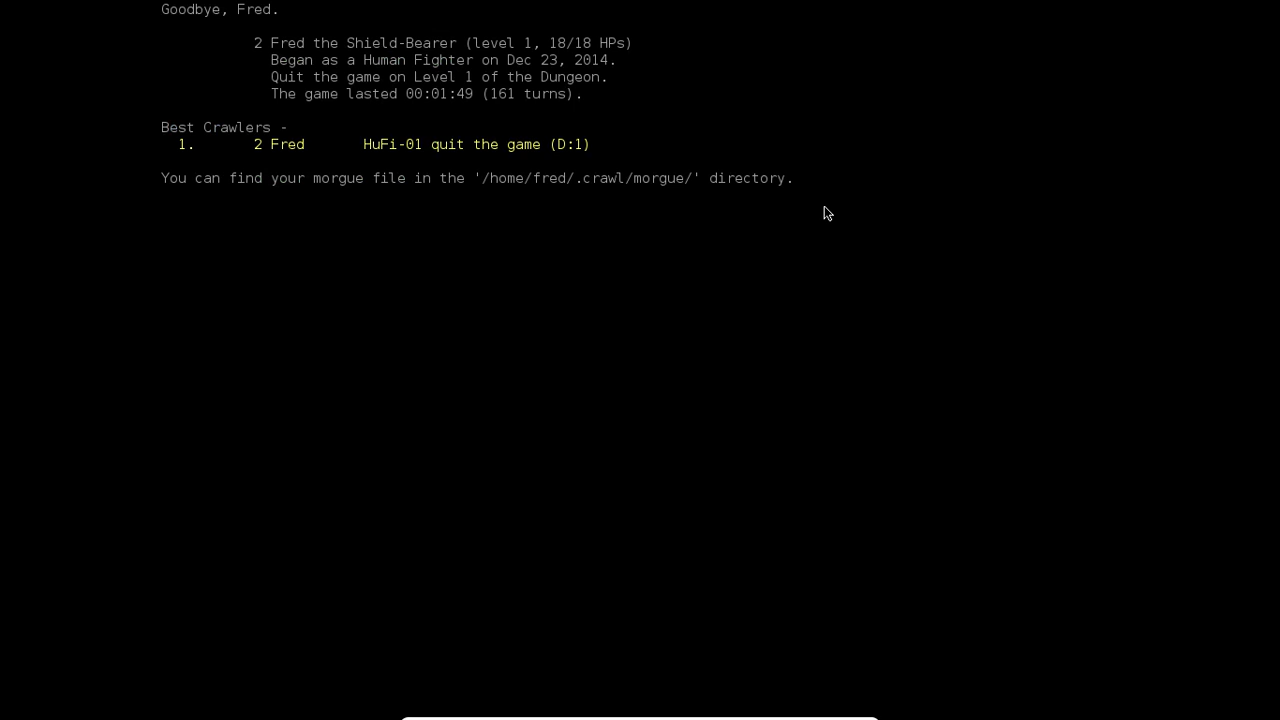 Goodbye, Fred.
2 Fred the Shield-Bearer (level 1, 18/18 HPs)
Began as a Human Fighter on Dec 23, 2014.
Quit the game on Level 1 of the Dungeon.
The game lasted 00:01:49 (161 turns).
Best Crawlers -
1. 2 Fred HuFi-01 quit the game (D:1)
You can find your morgue file in the '/home/fred/.crawl/morgue/' directory.